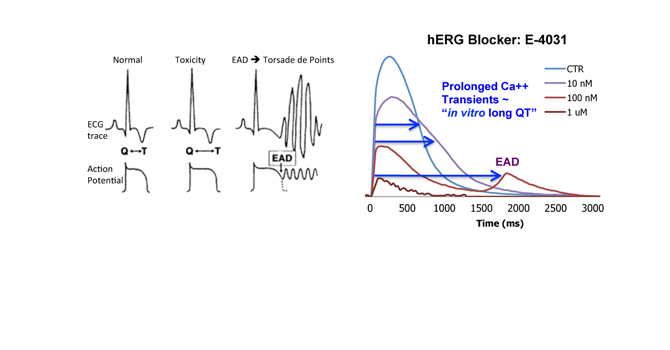 Normal
Toxicity
EAD → Torsade de Points
ECG
trace
Q ↔ T
Q ↔ T
EAD
Action
Potential
hERG Blocker: E-4031
CTR
10 nM
100 nM
1 uM
Prolonged Ca++
Transients ~
“in vitro long QT”
EAD
0 500 1000 1500 2000 2500 3000
Time (ms)